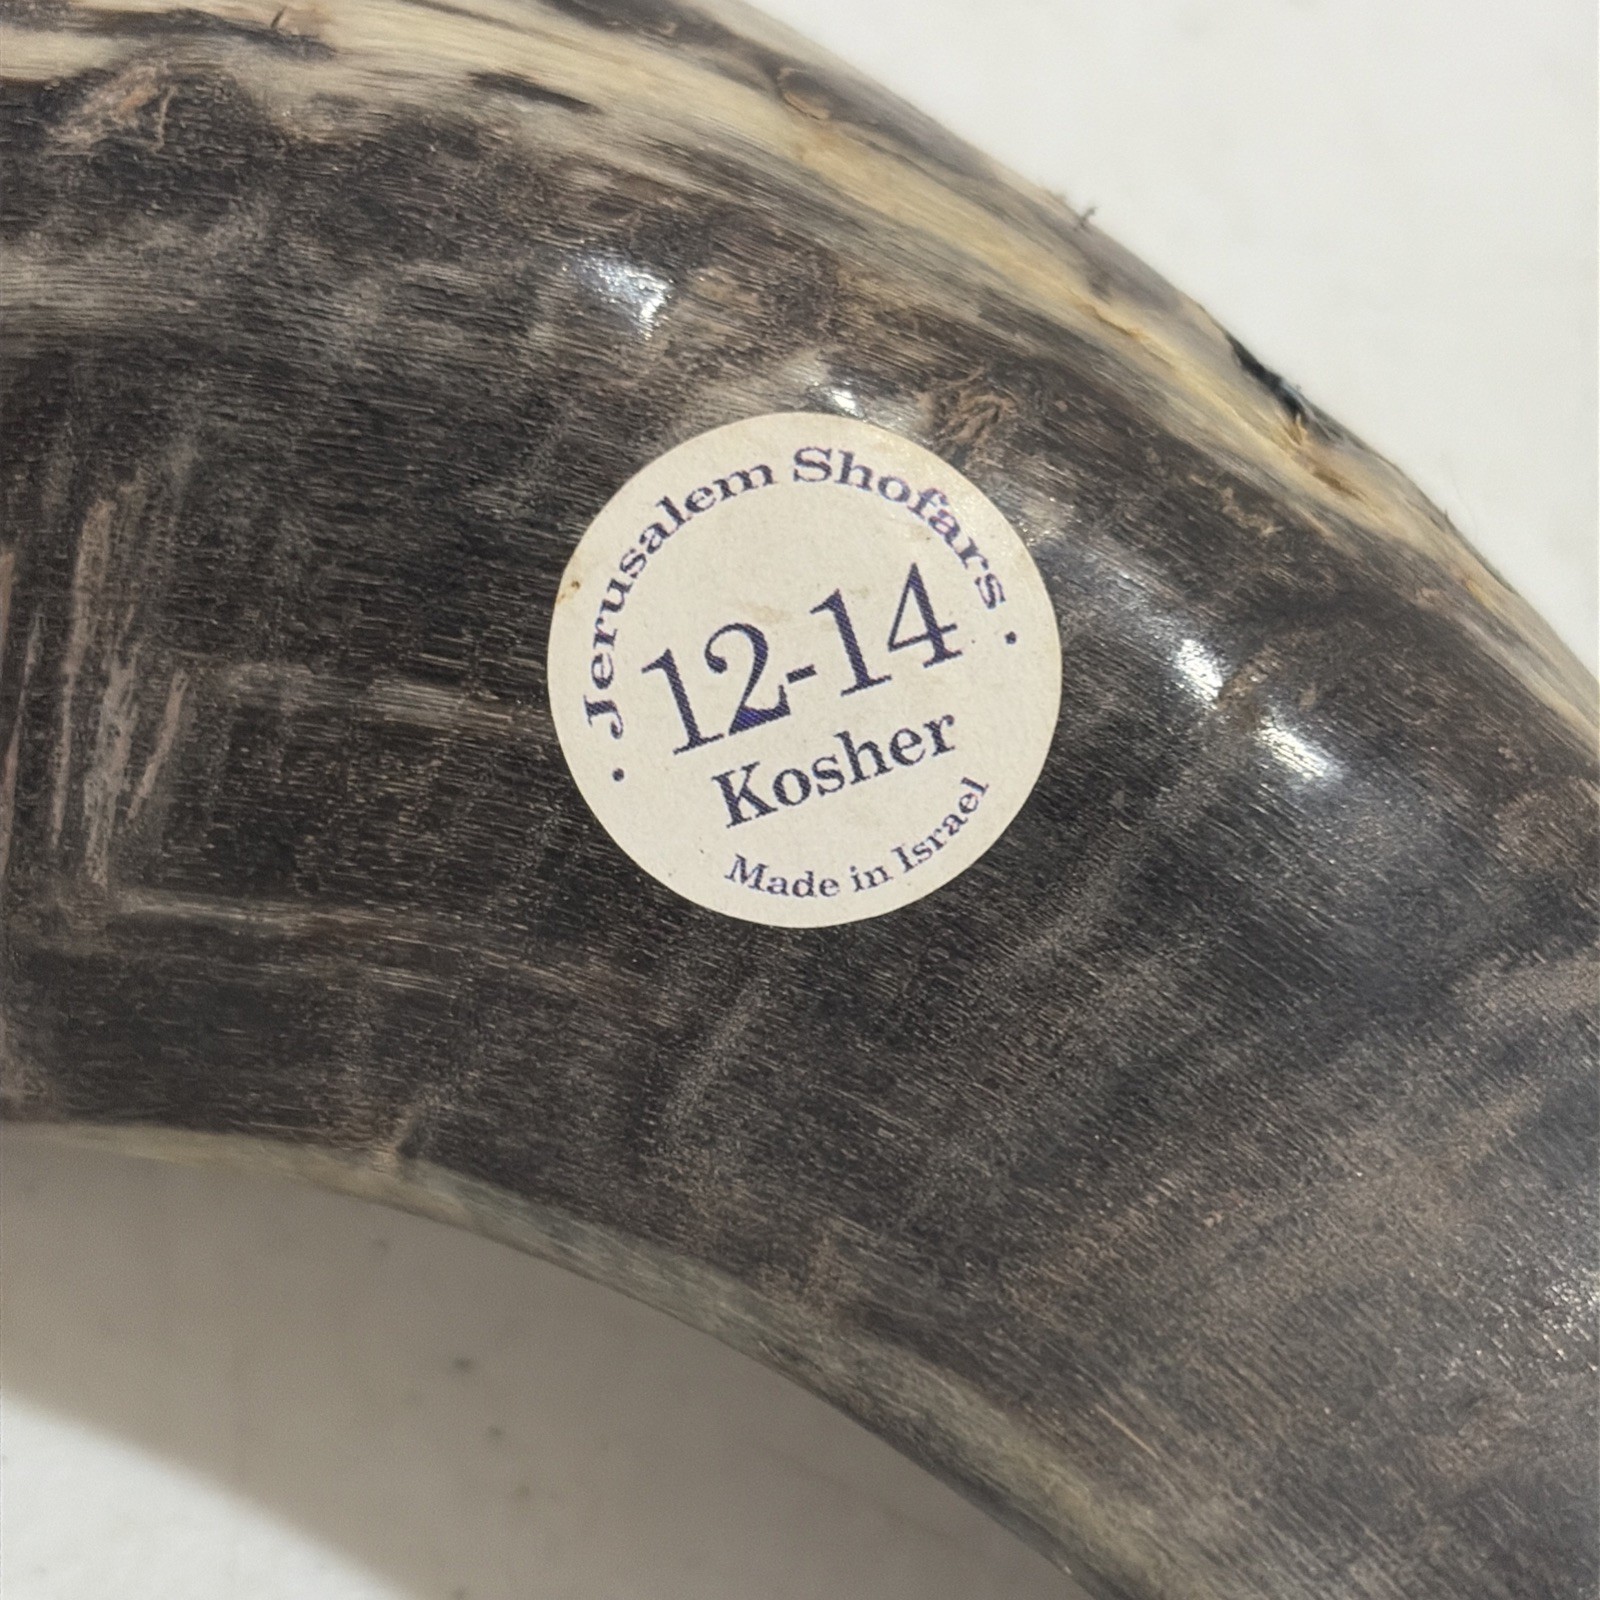 · Jerusalem Shofars ·
12-14
Kosher
Made in Israel